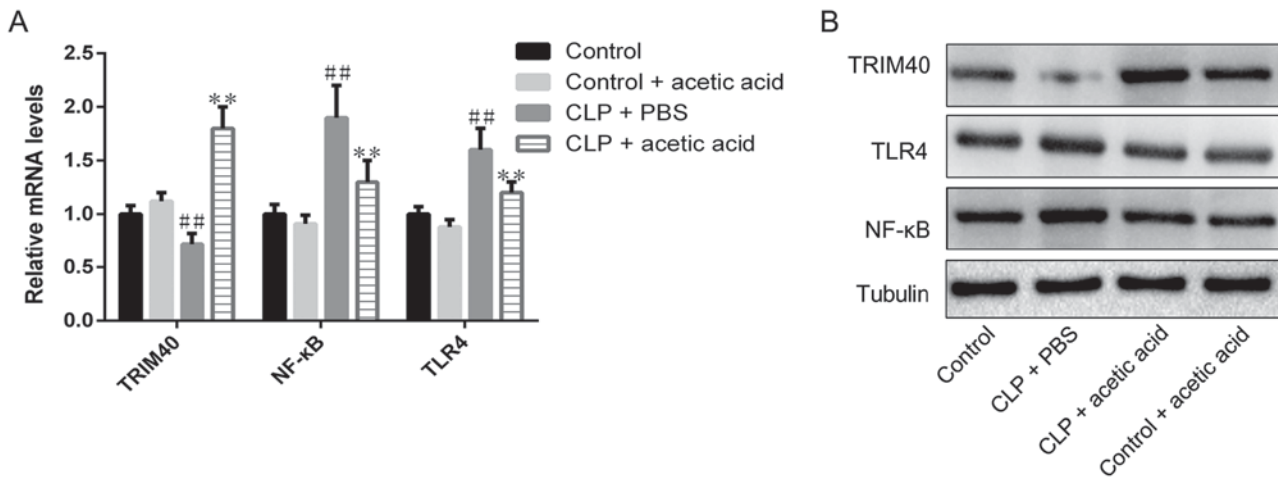 A
Relative mRNA levels
2.5
2.0
1.5
1.0
0.5
0.0
##
**
##
**
##
**
TRIM40
NF-κB
TLR4
Control
Control + acetic acid
CLP + PBS
CLP + acetic acid
B
TRIM40
TLR4
NF-κB
Tubulin
Control
CLP + PBS
CLP + acetic acid
Control + acetic acid